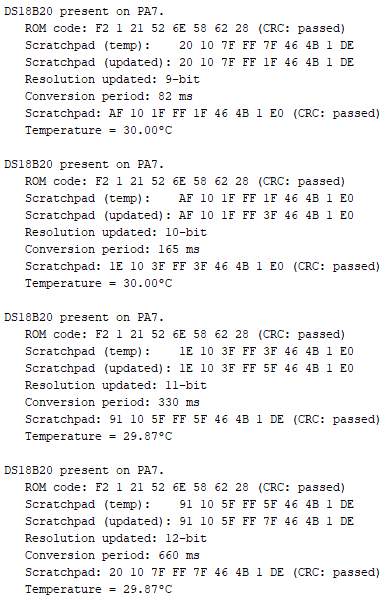 DS18B20 present on PA7.
ROM code: F2 1 21 52 6E 58 62 28 (CRC: passed)
Scratchpad (temp):    20 10 7F FF 7F 46 4B 1 DE
Scratchpad (updated): 20 10 7F FF 1F 46 4B 1 DE
Resolution updated: 9-bit
Conversion period: 82 ms
Scratchpad: AF 10 1F FF 1F 46 4B 1 E0 (CRC: passed)
Temperature = 30.00°C
DS18B20 present on PA7.
ROM code: F2 1 21 52 6E 58 62 28 (CRC: passed)
Scratchpad (temp):    AF 10 1F FF 1F 46 4B 1 E0
Scratchpad (updated): AF 10 1F FF 3F 46 4B 1 E0
Resolution updated: 10-bit
Conversion period: 165 ms
Scratchpad: 1E 10 3F FF 3F 46 4B 1 E0 (CRC: passed)
Temperature = 30.00°C
DS18B20 present on PA7.
ROM code: F2 1 21 52 6E 58 62 28 (CRC: passed)
Scratchpad (temp):    1E 10 3F FF 3F 46 4B 1 E0
Scratchpad (updated): 1E 10 3F FF 5F 46 4B 1 E0
Resolution updated: 11-bit
Conversion period: 330 ms
Scratchpad: 91 10 5F FF 5F 46 4B 1 DE (CRC: passed)
Temperature = 29.87°C
DS18B20 present on PA7.
ROM code: F2 1 21 52 6E 58 62 28 (CRC: passed)
Scratchpad (temp):    91 10 5F FF 5F 46 4B 1 DE
Scratchpad (updated): 91 10 5F FF 7F 46 4B 1 DE
Resolution updated: 12-bit
Conversion period: 660 ms
Scratchpad: 20 10 7F FF 7F 46 4B 1 DE (CRC: passed)
Temperature = 29.87°C